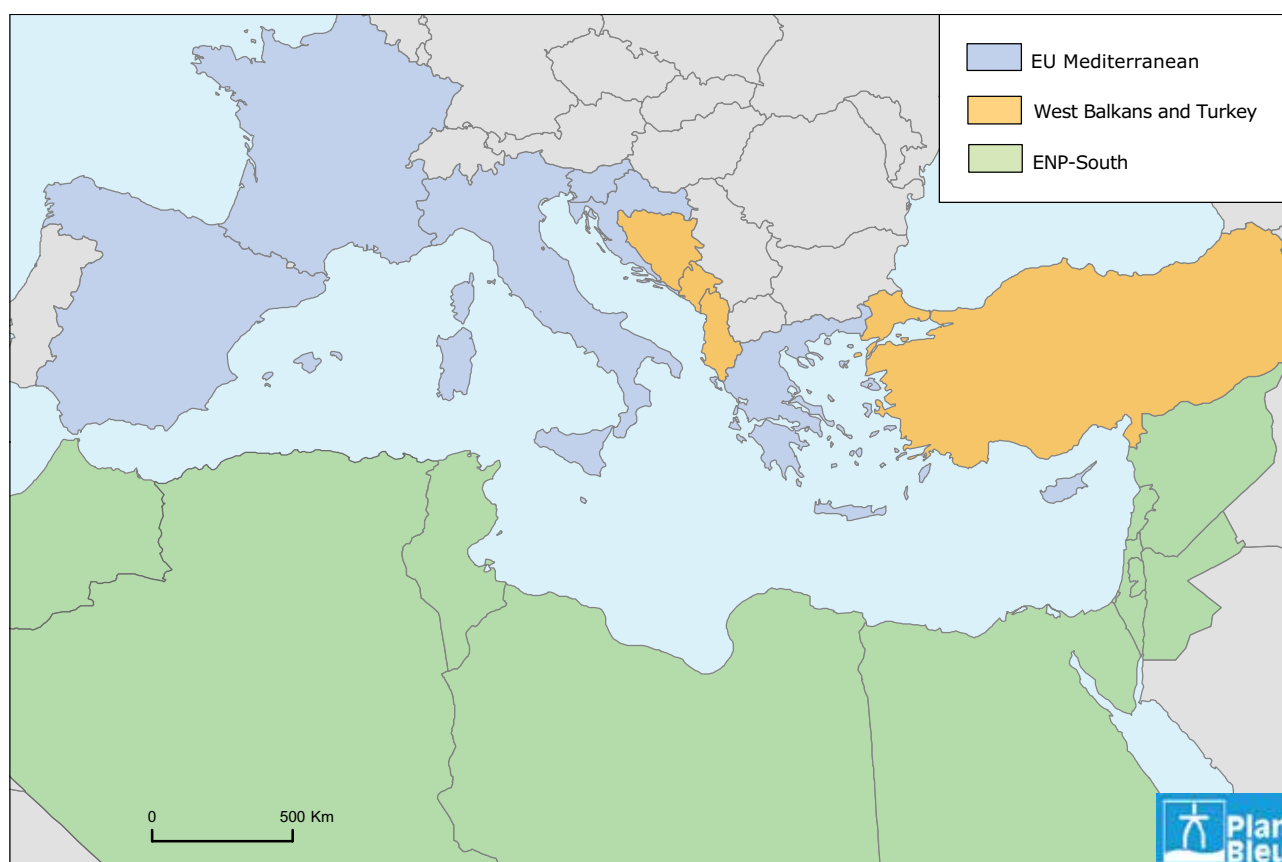 EU Mediterranean
West Balkans and Turkey
ENP-South
0 500 Km
Plan
Bleu